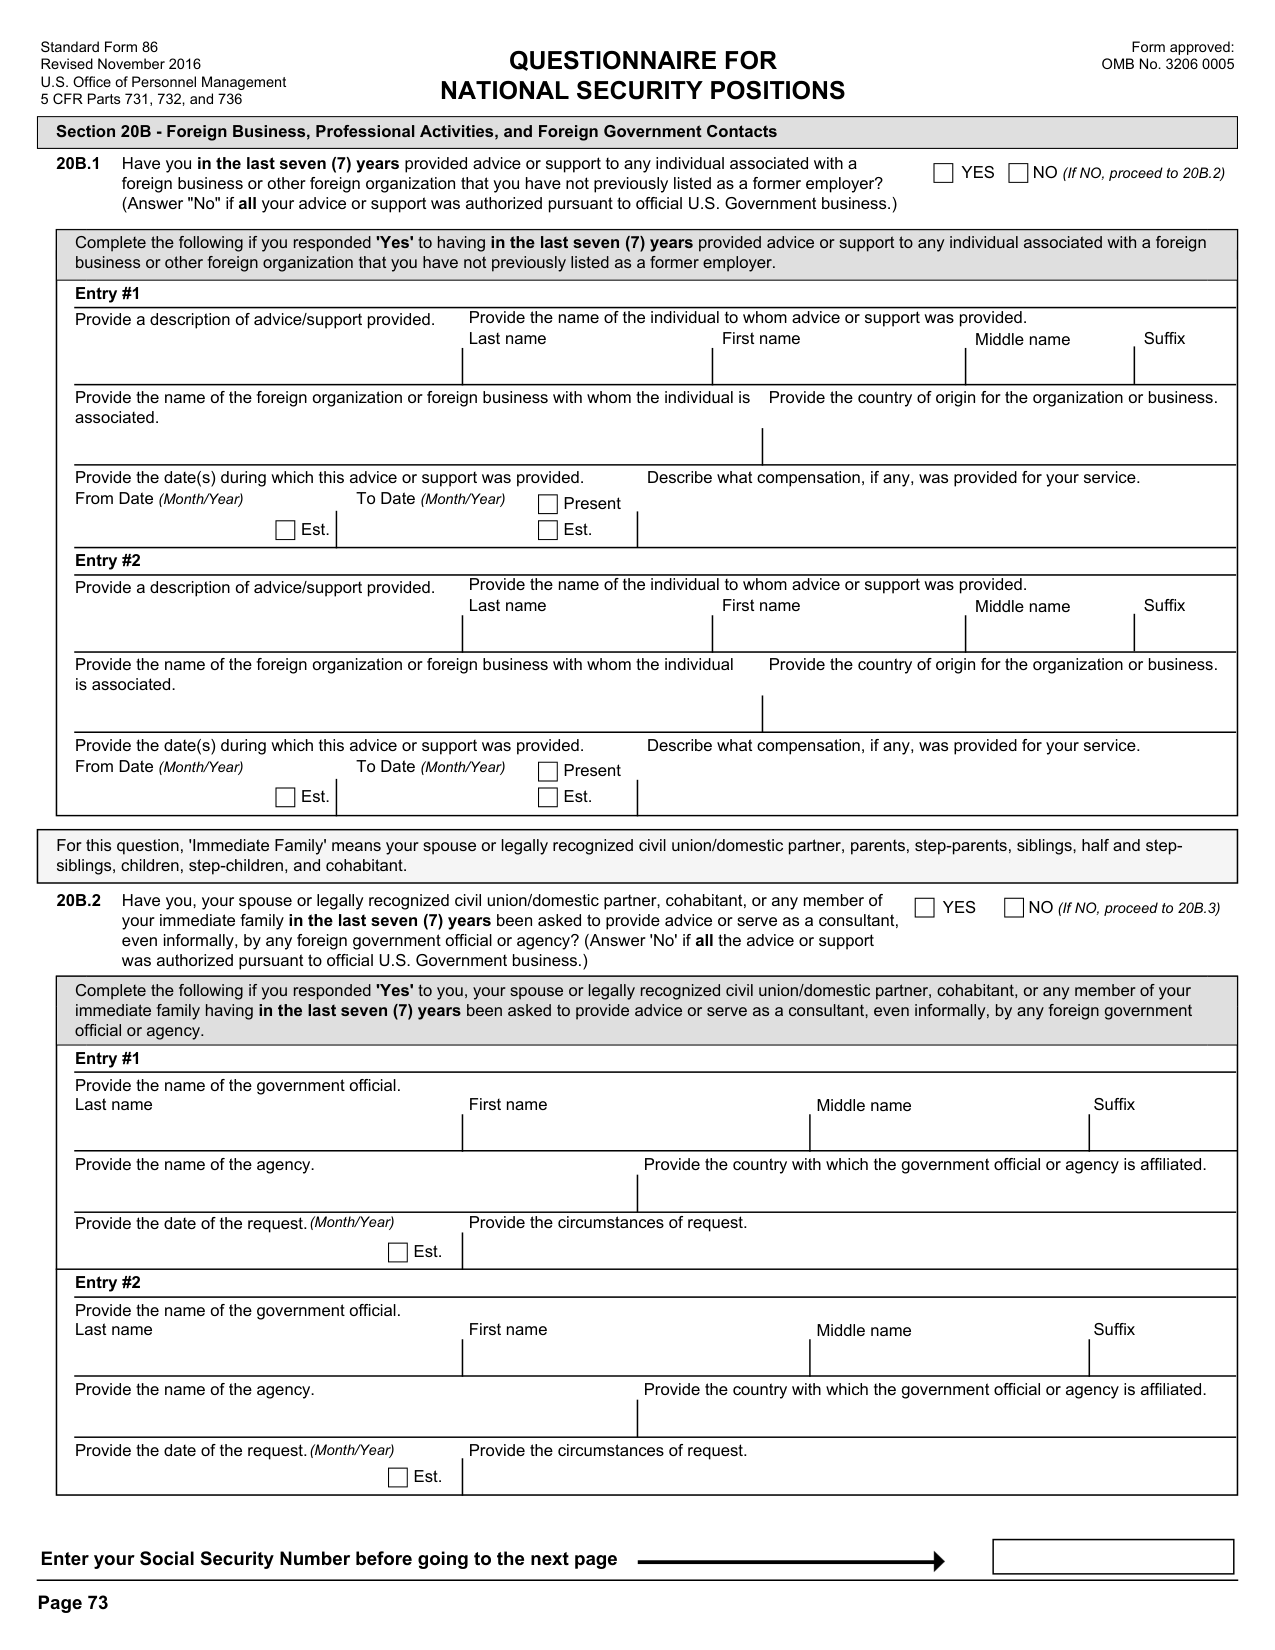 Standard Form 86
Revised November 2016
U.S. Office of Personnel Management
5 CFR Parts 731, 732, and 736
QUESTIONNAIRE FOR
NATIONAL SECURITY POSITIONS
Form approved:
OMB No. 3206 0005
Section 20B - Foreign Business, Professional Activities, and Foreign Government Contacts
20B.1 Have you in the last seven (7) years provided advice or support to any individual associated with a
foreign business or other foreign organization that you have not previously listed as a former employer?
(Answer "No" if all your advice or support was authorized pursuant to official U.S. Government business.)
YES NO (If NO, proceed to 20B.2)
Complete the following if you responded 'Yes' to having in the last seven (7) years provided advice or support to any individual associated with a foreign
business or other foreign organization that you have not previously listed as a former employer.
Entry #1
Provide a description of advice/support provided.
Provide the name of the individual to whom advice or support was provided.
Last name First name Middle name Suffix
Provide the name of the foreign organization or foreign business with whom the individual is
associated.
Provide the country of origin for the organization or business.
Provide the date(s) during which this advice or support was provided.
From Date (Month/Year) To Date (Month/Year) Present
Est. Est.
Describe what compensation, if any, was provided for your service.
Entry #2
Provide a description of advice/support provided.
Provide the name of the individual to whom advice or support was provided.
Last name First name Middle name Suffix
Provide the name of the foreign organization or foreign business with whom the individual
is associated.
Provide the country of origin for the organization or business.
Provide the date(s) during which this advice or support was provided.
From Date (Month/Year) To Date (Month/Year) Present
Est. Est.
Describe what compensation, if any, was provided for your service.
For this question, 'Immediate Family' means your spouse or legally recognized civil union/domestic partner, parents, step-parents, siblings, half and step-
siblings, children, step-children, and cohabitant.
20B.2 Have you, your spouse or legally recognized civil union/domestic partner, cohabitant, or any member of
your immediate family in the last seven (7) years been asked to provide advice or serve as a consultant,
even informally, by any foreign government official or agency? (Answer 'No' if all the advice or support
was authorized pursuant to official U.S. Government business.)
YES NO (If NO, proceed to 20B.3)
Complete the following if you responded 'Yes' to you, your spouse or legally recognized civil union/domestic partner, cohabitant, or any member of your
immediate family having in the last seven (7) years been asked to provide advice or serve as a consultant, even informally, by any foreign government
official or agency.
Entry #1
Provide the name of the government official.
Last name First name Middle name Suffix
Provide the name of the agency. Provide the country with which the government official or agency is affiliated.
Provide the date of the request. (Month/Year) Provide the circumstances of request.
Est.
Entry #2
Provide the name of the government official.
Last name First name Middle name Suffix
Provide the name of the agency. Provide the country with which the government official or agency is affiliated.
Provide the date of the request. (Month/Year) Provide the circumstances of request.
Est.
Enter your Social Security Number before going to the next page
Page 73